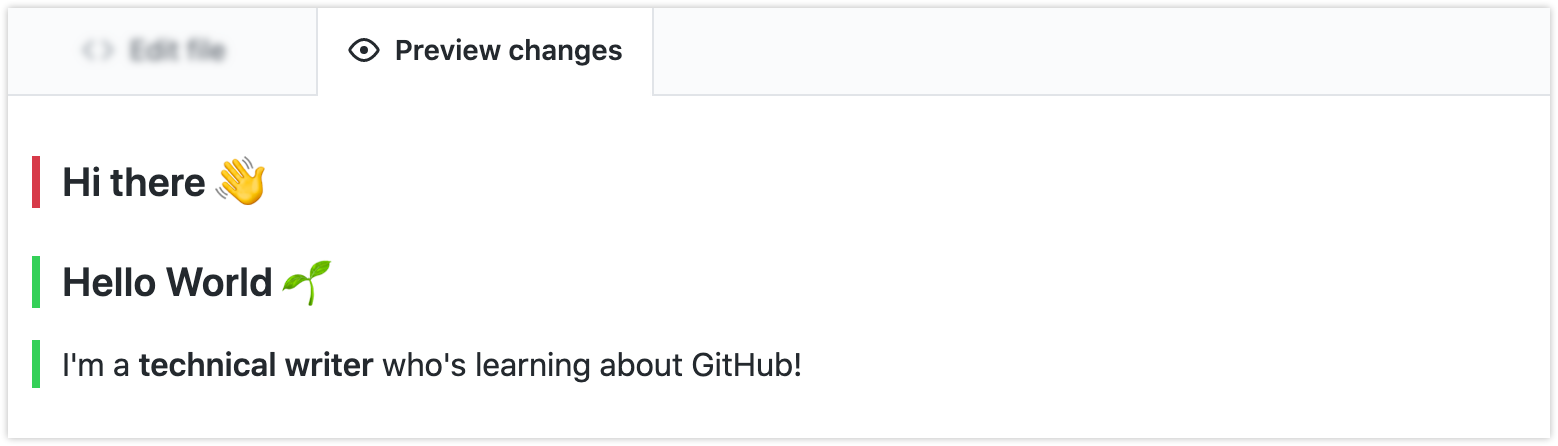 Edit file
Preview changes
Hi there 👋
Hello World 🌱
I'm a technical writer who's learning about GitHub!